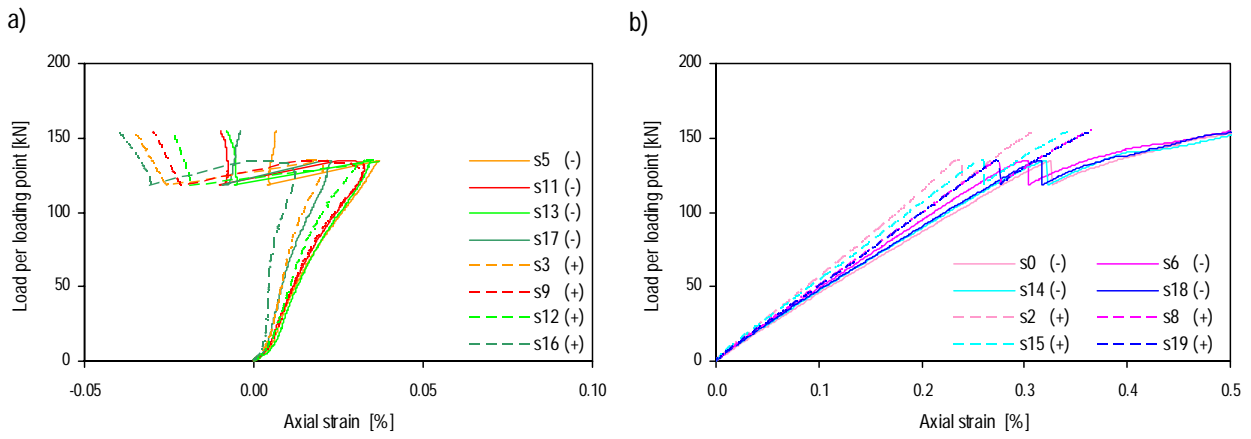 a)
200
150
100
50
0
-0.05
0.00
0.05
0.10
Load per loading point [kN]
Axial strain [%]
s5 (-)
s11 (-)
s13 (-)
s17 (-)
s3 (+)
s9 (+)
s12 (+)
s16 (+)
b)
200
150
100
50
0
0.0
0.1
0.2
0.3
0.4
0.5
Load per loading point [kN]
Axial strain [%]
s0 (-)
s6 (-)
s14 (-)
s18 (-)
s2 (+)
s8 (+)
s15 (+)
s19 (+)